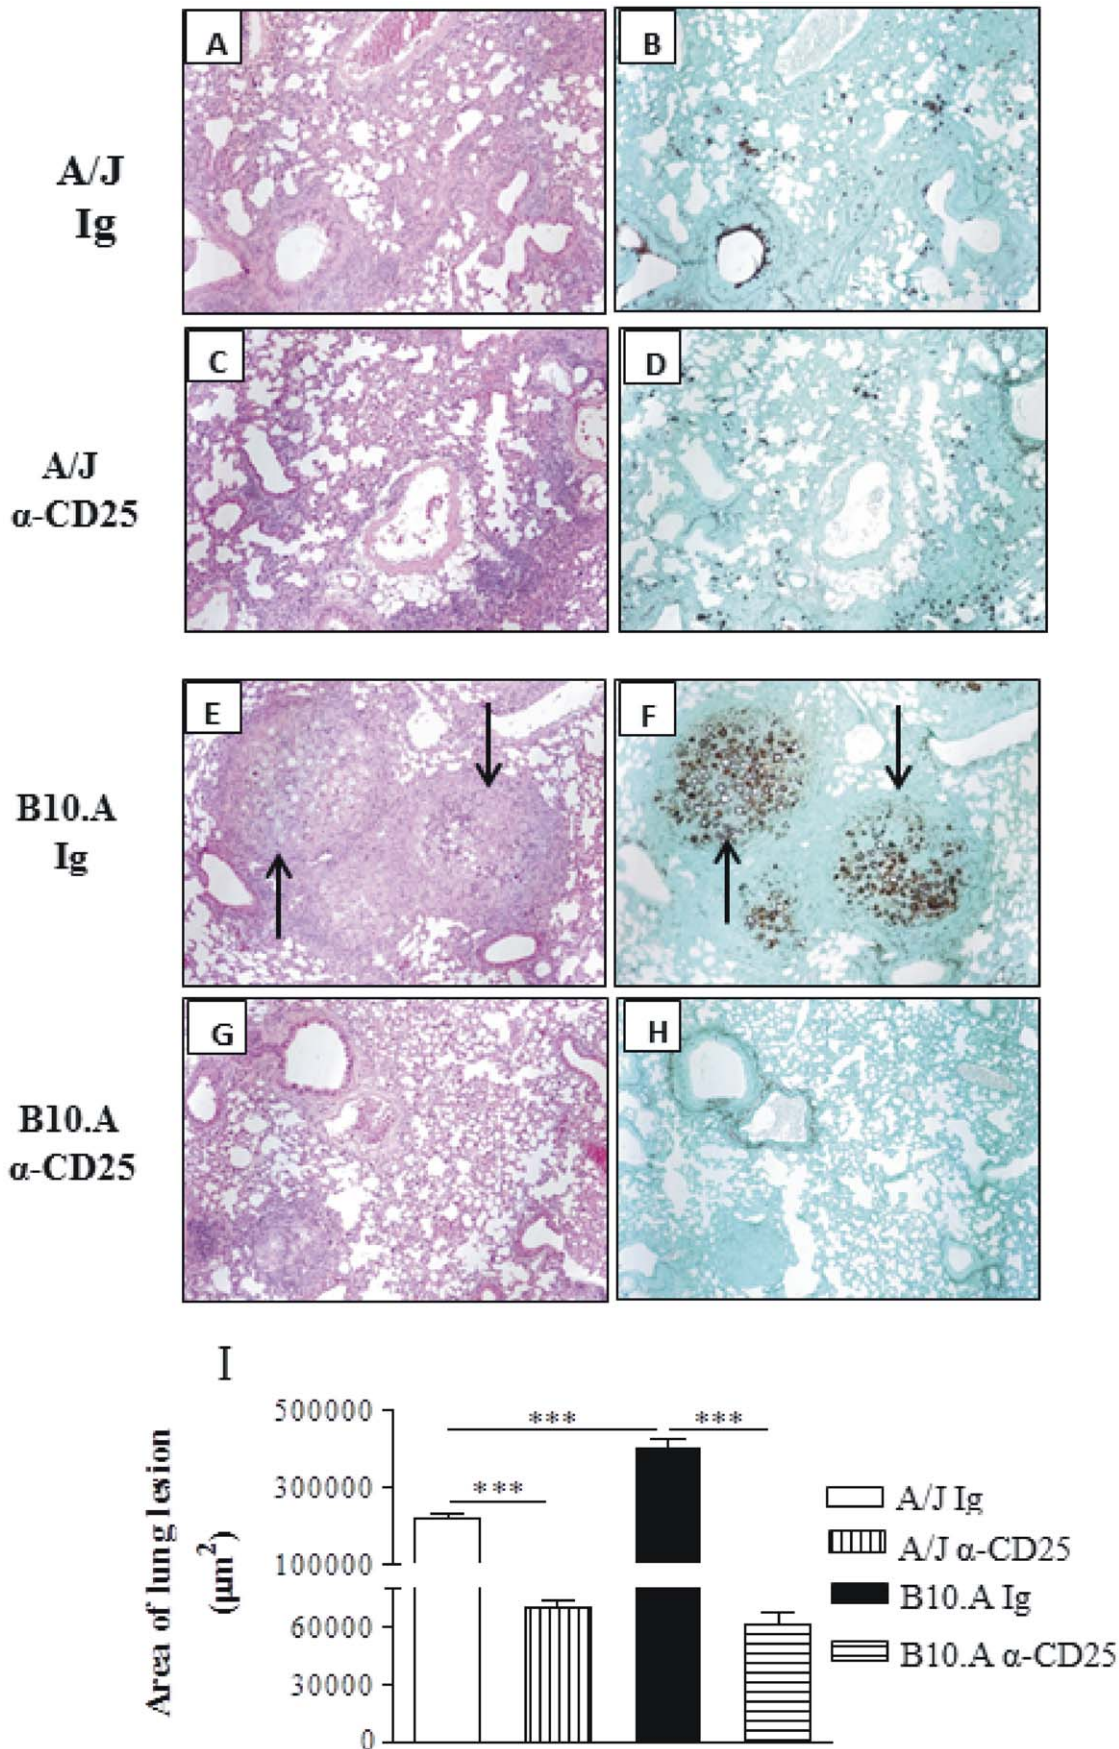 A
B
A/J
Ig
C
D
A/J
α-CD25
E
F
B10.A
Ig
G
H
B10.A
α-CD25
I
Area of lung lesion
(µm²)
500000
300000
100000
60000
30000
0
***
***
***
A/J Ig
A/J α-CD25
B10.A Ig
B10.A α-CD25